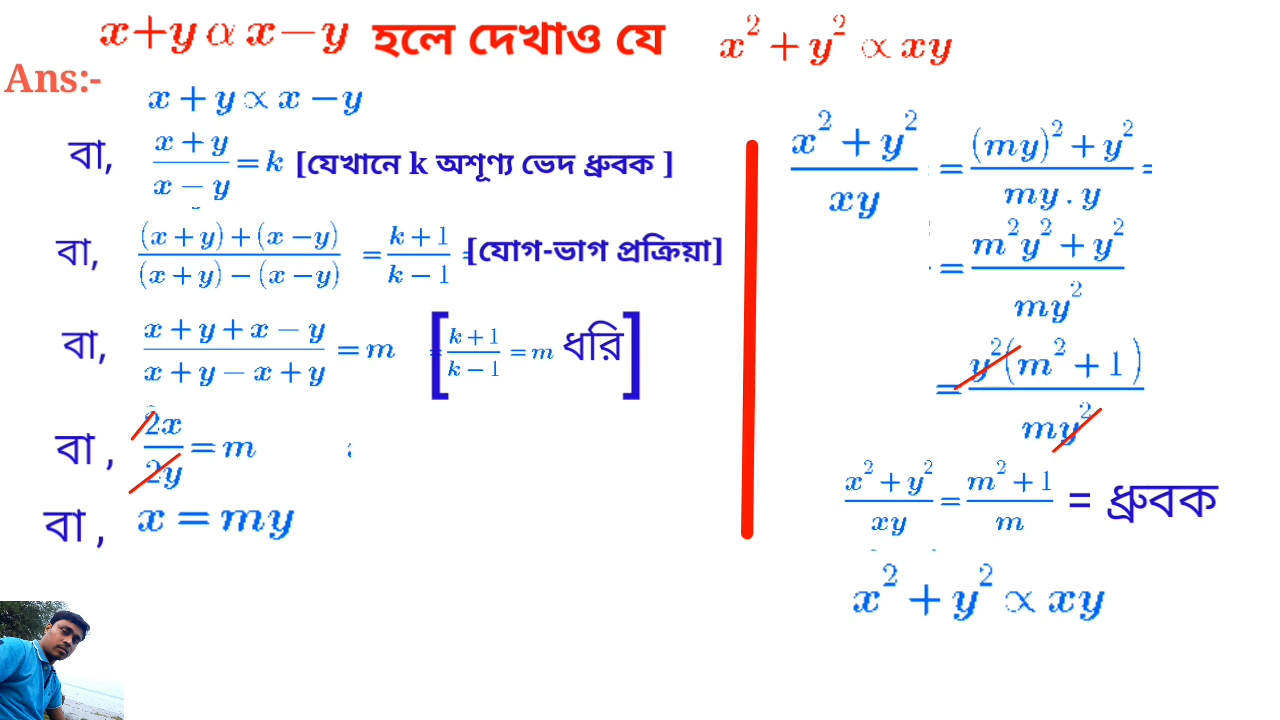 x+y α x−y হলে দেখাও যে x² + y² ∝ xy
Ans:-
x + y ∝ x − y
বা, (x + y)/(x − y) = k [যেখানে k অশূণ্য ভেদ ধ্রুবক ]
বা, ((x + y) + (x − y))/((x + y) − (x − y)) = (k + 1)/(k − 1) = [যোগ-ভাগ প্রক্রিয়া]
বা, (x + y + x − y)/(x + y − x + y) = m [= (k + 1)/(k − 1) = m ধরি]
বা , 2x/2y = m
বা , x = my
(x² + y²)/xy = ((my)² + y²)/(my . y) =
= (m²y² + y²)/my²
= y²(m² + 1)/my²
(x² + y²)/xy = (m² + 1)/m = ধ্রুবক
x² + y² ∝ xy